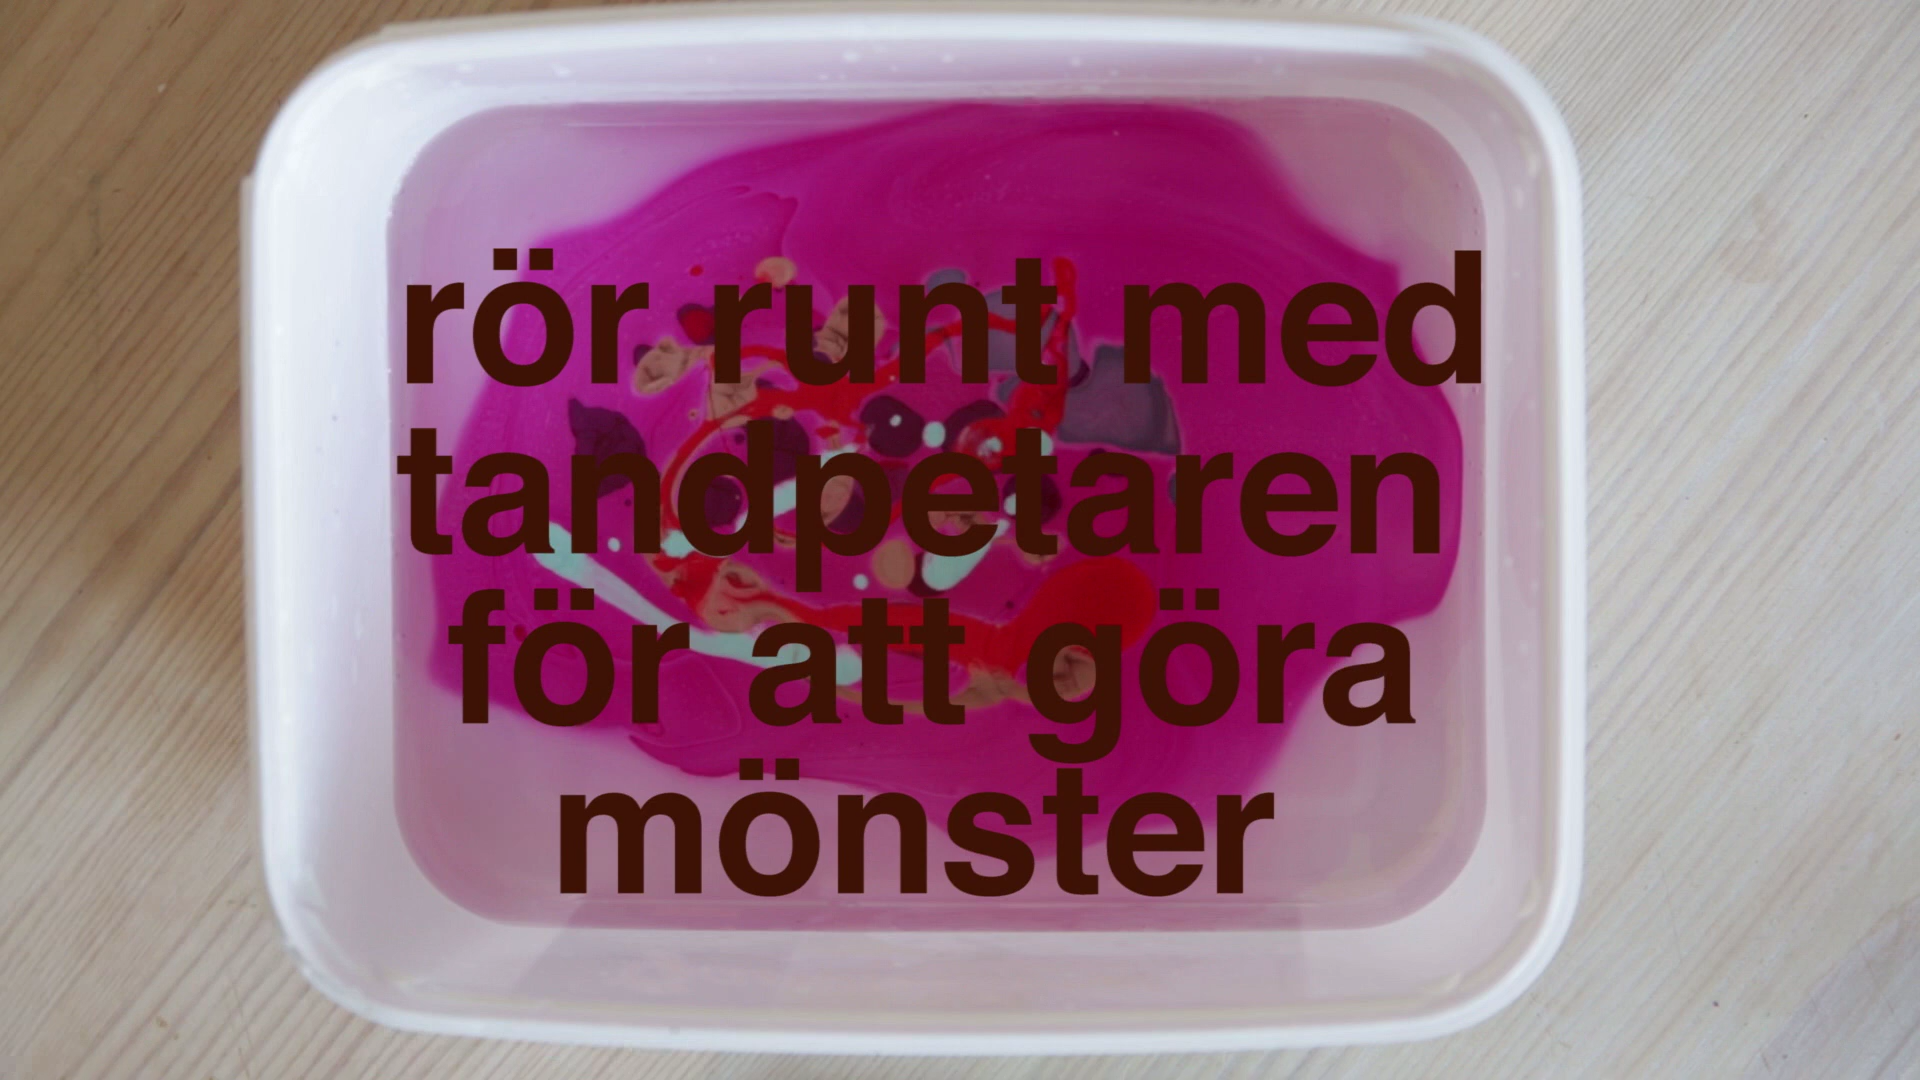 rör runt med
tandpetaren
för att göra
mönster